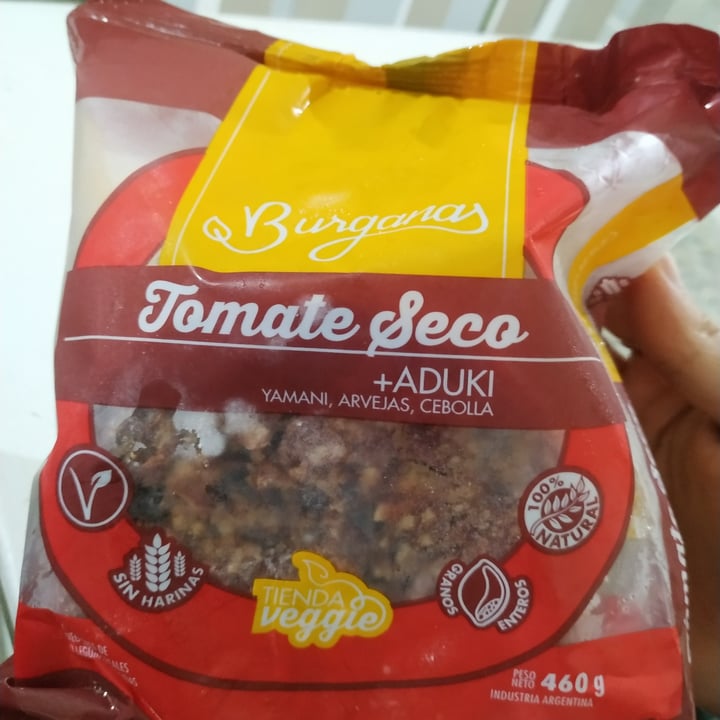 Burganas
Tomate Seco
+ADUKI
YAMANI, ARVEJAS, CEBOLLA
100%
NATURAL
SIN HARINAS
TIENDA
veggie
GRANOS
ENTEROS
PESO
NETO 460g
INDUSTRIA ARGENTINA